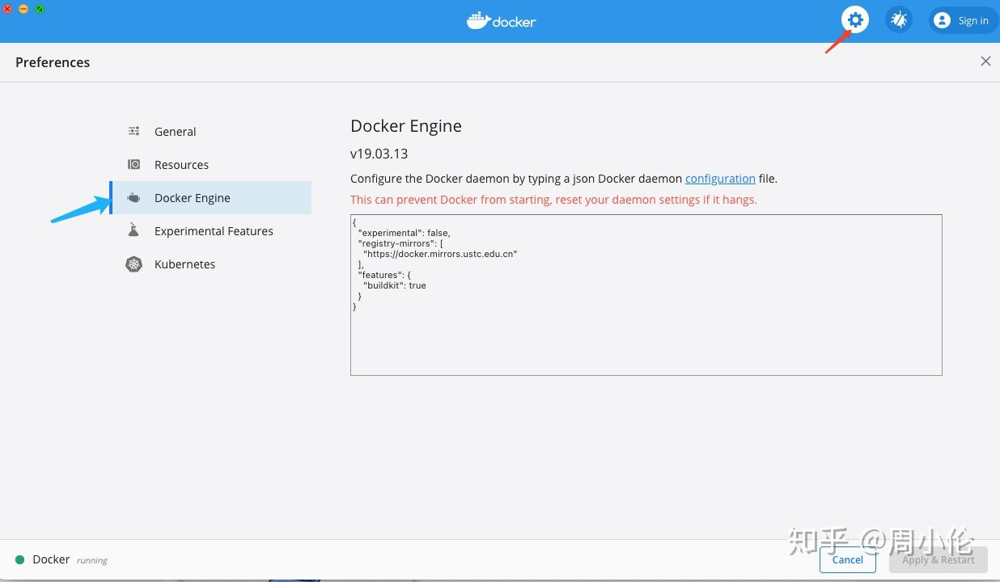 docker
Sign in
Preferences
General
Resources
Docker Engine
Experimental Features
Kubernetes
Docker Engine
v19.03.13
Configure the Docker daemon by typing a json Docker daemon configuration file.
This can prevent Docker from starting, reset your daemon settings if it hangs.
{
  "experimental": false,
  "registry-mirrors": [
    "https://docker.mirrors.ustc.edu.cn"
  ],
  "features": {
    "buildkit": true
  }
}
Docker running
Cancel
Apply & Restart
知乎 @周小伦